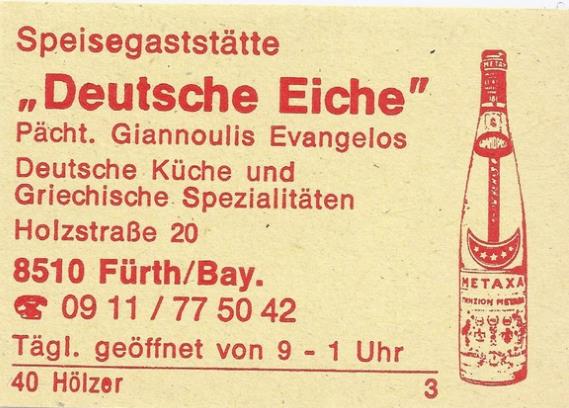 Speisegaststätte
„Deutsche Eiche"
Pächt. Giannoulis Evangelos
Deutsche Küche und
Griechische Spezialitäten
Holzstraße 20
8510 Fürth/Bay.
☎ 09 11 / 77 50 42
Tägl. geöffnet von 9 - 1 Uhr
40 Hölzer
3
METAXA
METAXA